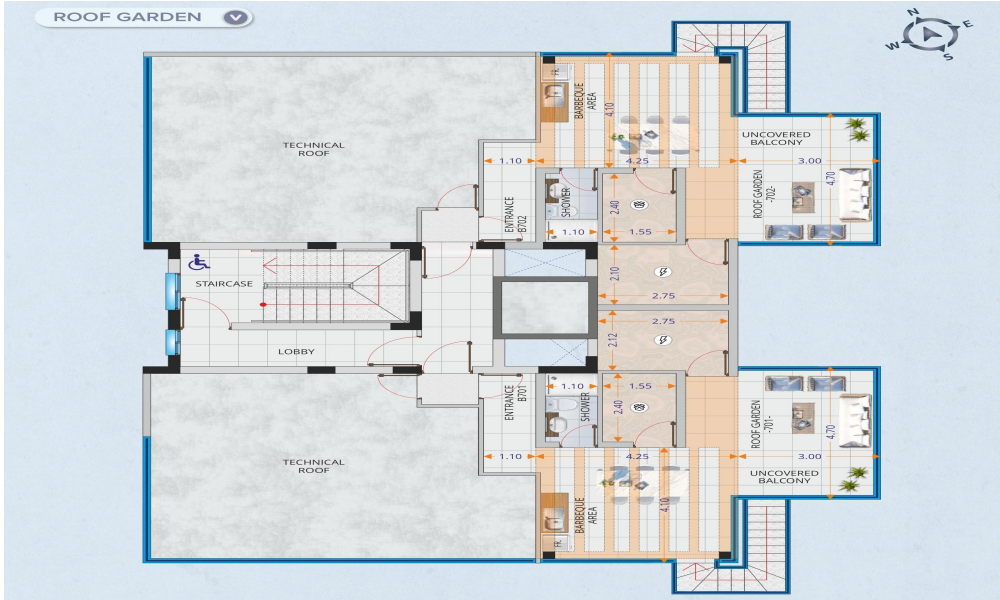 ROOF GARDEN
N
E
W
S
TECHNICAL
ROOF
FR.
BARBEQUE
AREA
4.10
UNCOVERED
BALCONY
1.10
4.25
3.00
4.70
ROOF GARDEN
-702-
ENTRANCE
B702
SHOWER
2.40
1.10
1.55
STAIRCASE
2.10
2.75
LOBBY
2.75
2.12
ENTRANCE
B701
1.10
1.55
SHOWER
2.40
ROOF GARDEN
-701-
4.70
1.10
4.25
3.00
TECHNICAL
ROOF
UNCOVERED
BALCONY
BARBEQUE
AREA
4.10
FR.